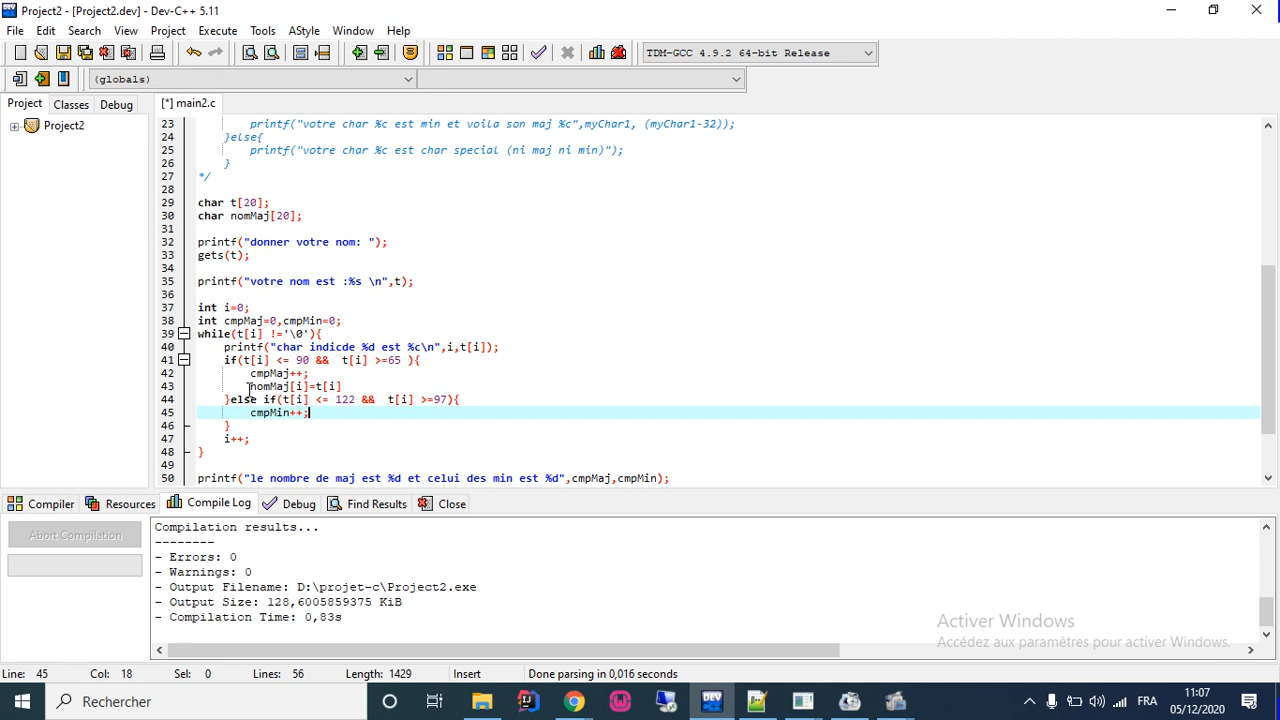 Project2 - [Project2.dev] - Dev-C++ 5.11
File Edit Search View Project Execute Tools AStyle Window Help
TDM-GCC 4.9.2 64-bit Release
(globals)
Project Classes Debug
[*] main2.c
Project2
23 printf("votre char %c est min et voila son maj %c",myChar1, (myChar1-32));
24 }else{
25 printf("votre char %c est char special (ni maj ni min)");
26 }
27 */
28
29 char t[20];
30 char nomMaj[20];
31
32 printf("donner votre nom: ");
33 gets(t);
34
35 printf("votre nom est :%s \n",t);
36
37 int i=0;
38 int cmpMaj=0,cmpMin=0;
39 while(t[i] !='\0'){
40 printf("char indicde %d est %c\n",i,t[i]);
41 if(t[i] <= 90 && t[i] >=65 ){
42 cmpMaj++;
43 nomMaj[i]=t[i]
44 }else if(t[i] <= 122 && t[i] >=97){
45 cmpMin++;
46 }
47 i++;
48 }
49
50 printf("le nombre de maj est %d et celui des min est %d",cmpMaj,cmpMin);
Compiler Resources Compile Log Debug Find Results Close
Abort Compilation
Compilation results...
--------
- Errors: 0
- Warnings: 0
- Output Filename: D:\projet-c\Project2.exe
- Output Size: 128,6005859375 KiB
- Compilation Time: 0,83s
Activer Windows
Accédez aux paramètres pour activer Windows.
Line: 45 Col: 18 Sel: 0 Lines: 56 Length: 1429 Insert Done parsing in 0,016 seconds
Rechercher
FRA
11:07
05/12/2020